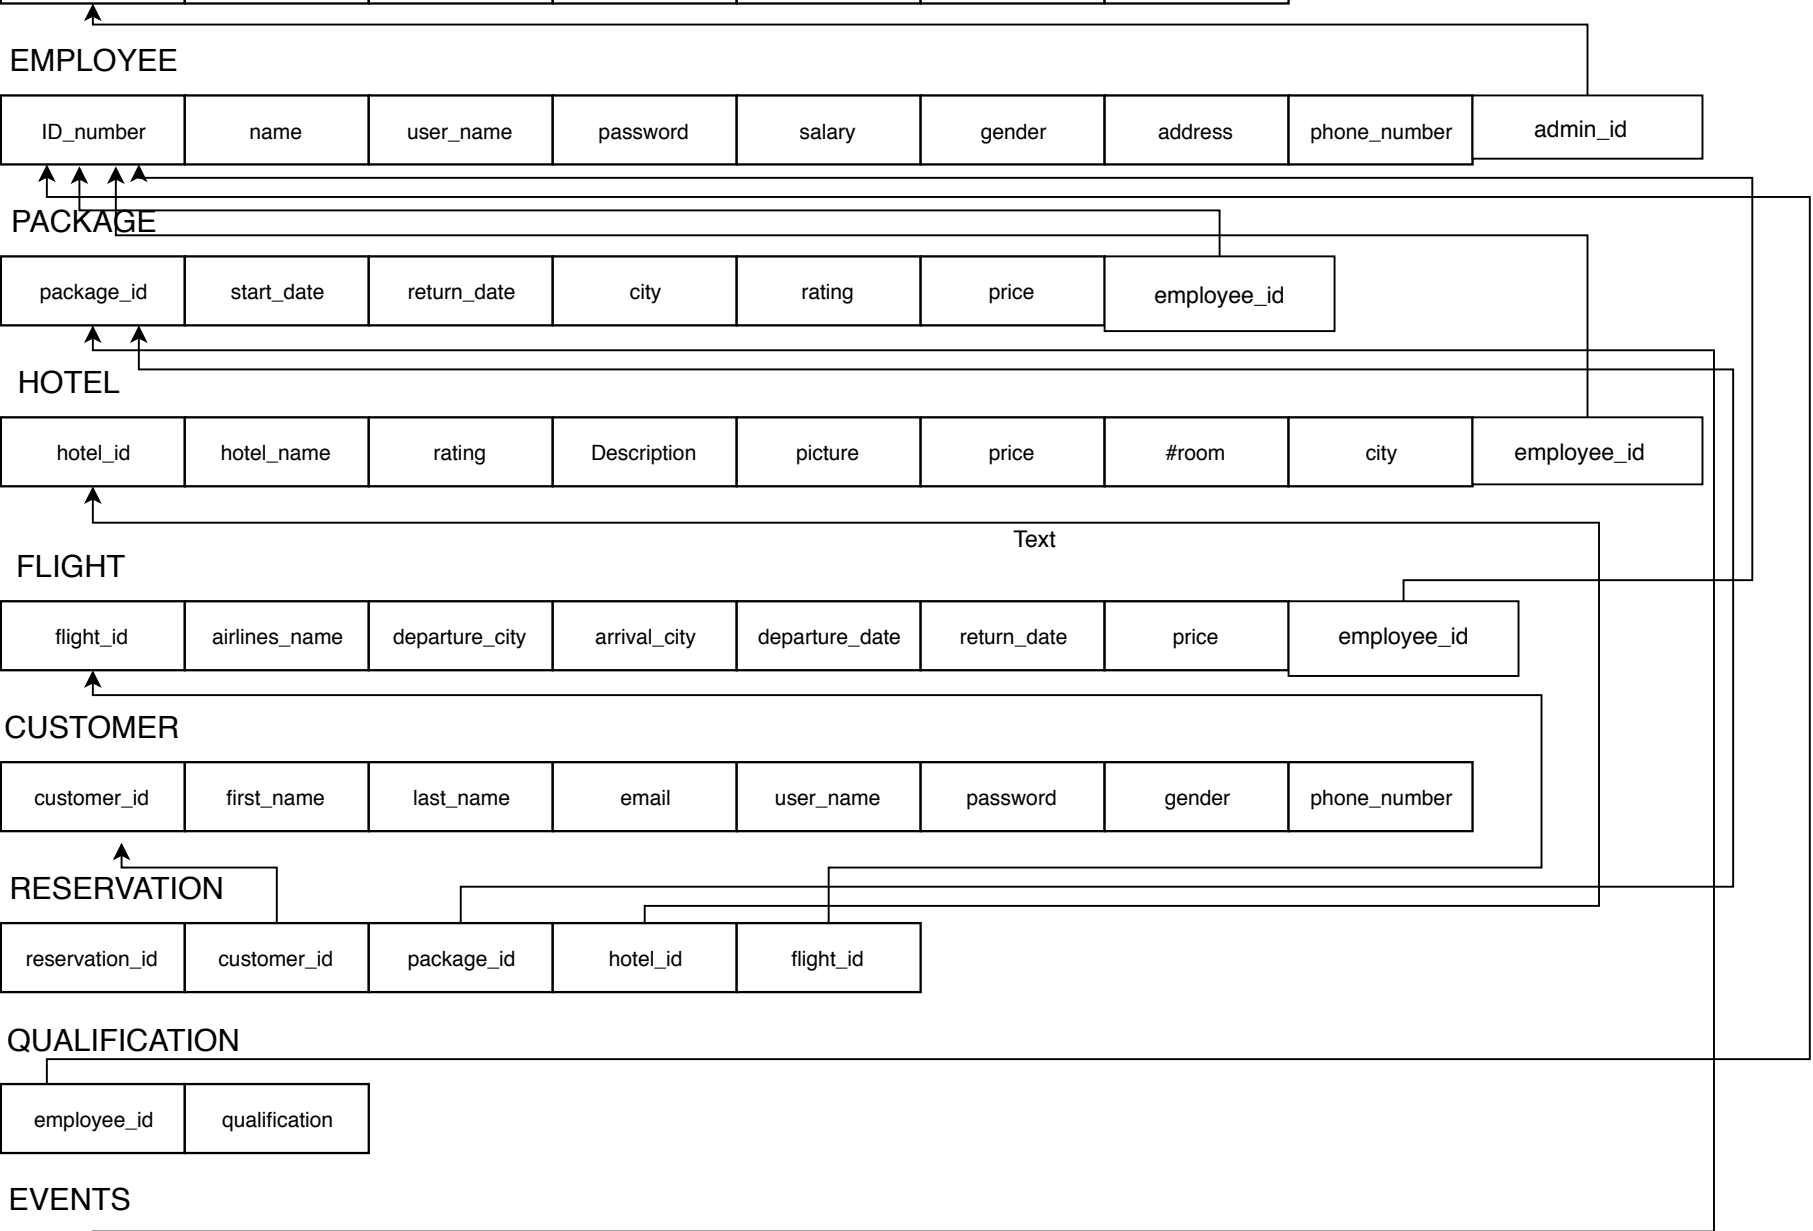 EMPLOYEE
ID_number name user_name password salary gender address phone_number admin_id
PACKAGE
package_id start_date return_date city rating price employee_id
HOTEL
hotel_id hotel_name rating Description picture price #room city employee_id
Text
FLIGHT
flight_id airlines_name departure_city arrival_city departure_date return_date price employee_id
CUSTOMER
customer_id first_name last_name email user_name password gender phone_number
RESERVATION
reservation_id customer_id package_id hotel_id flight_id
QUALIFICATION
employee_id qualification
EVENTS